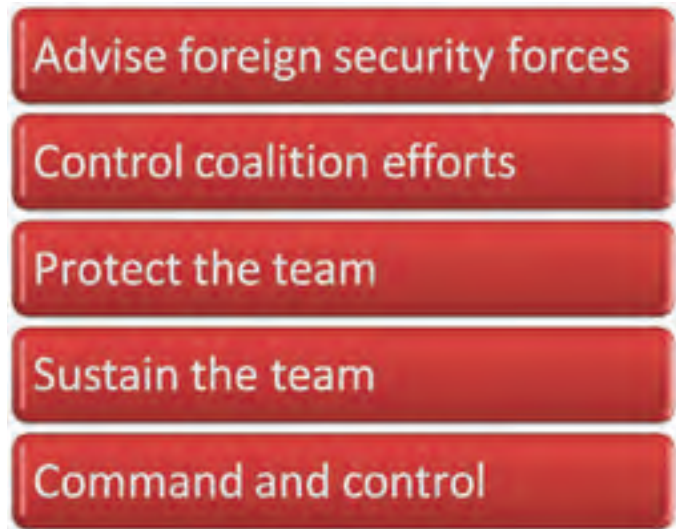 Advise foreign security forces
Control coalition efforts
Protect the team
Sustain the team
Command and control